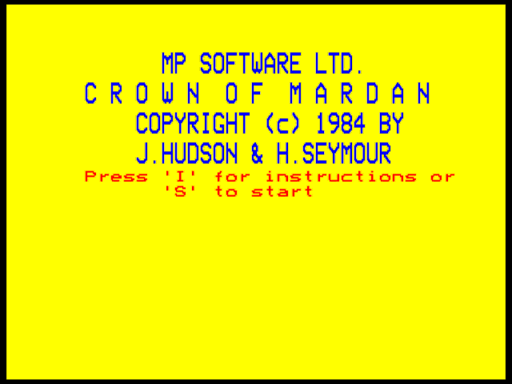 MP SOFTWARE LTD.
C R O W N  O F  M A R D A N
COPYRIGHT (c) 1984 BY
J.HUDSON & H.SEYMOUR
Press 'I' for instructions or
'S' to start